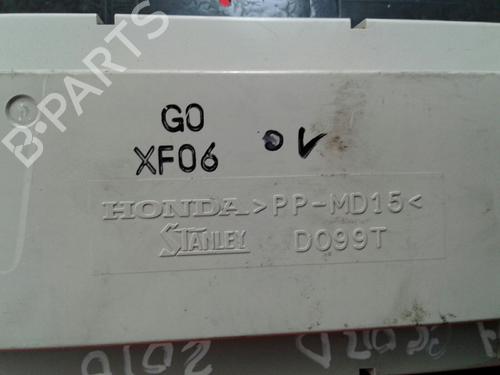 B-PARTS
GO
XF06
HONDA >PP-MD15<
STANLEY D099T